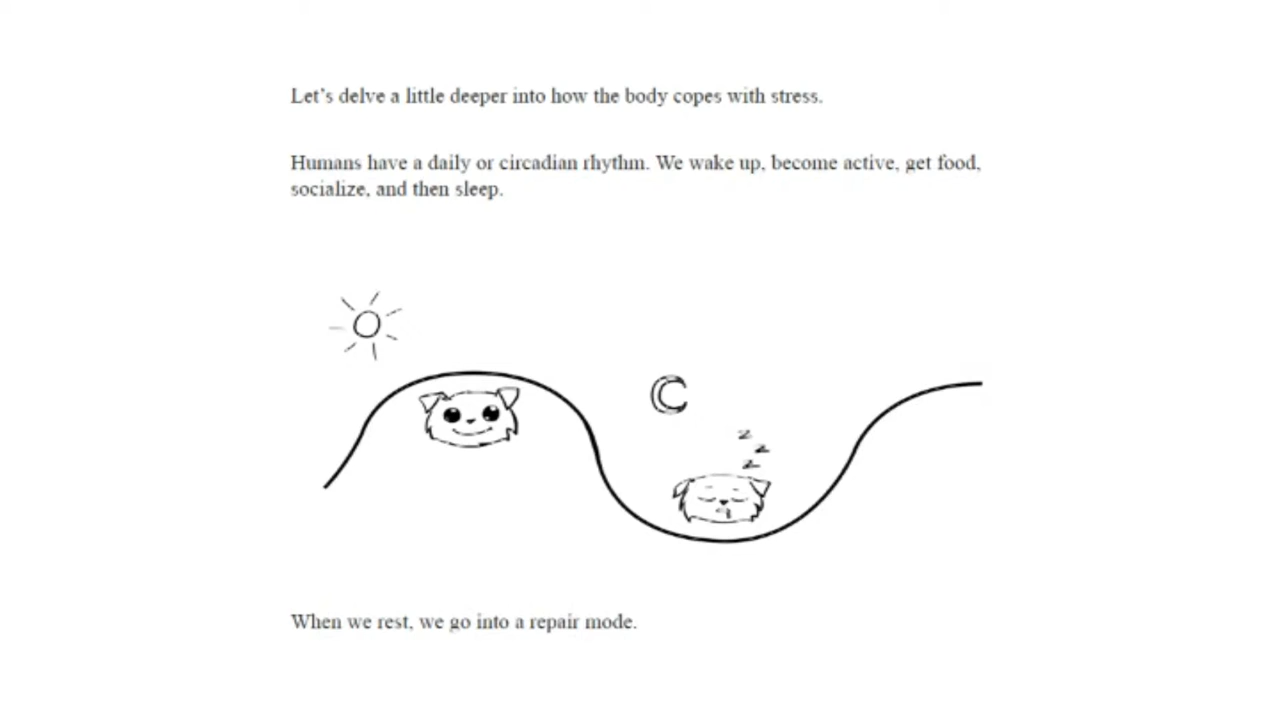 Let's delve a little deeper into how the body copes with stress.
Humans have a daily or circadian rhythm. We wake up, become active, get food,
socialize, and then sleep.
z
z
z
When we rest, we go into a repair mode.